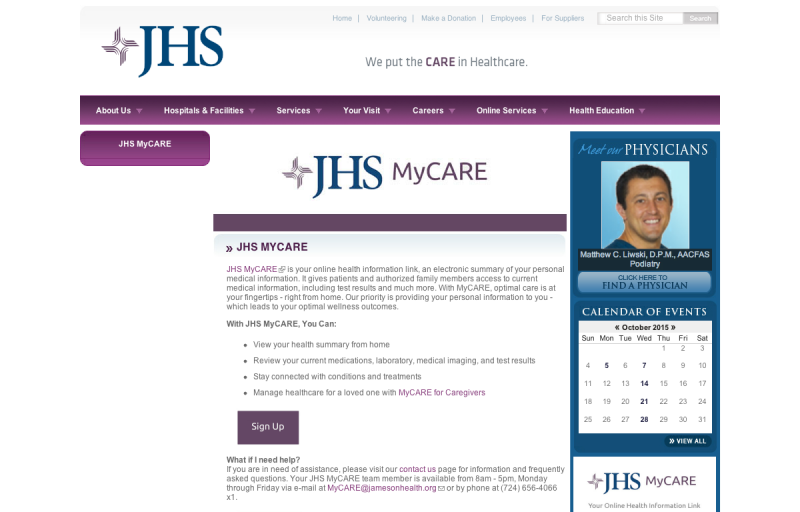 Home | Volunteering | Make a Donation | Employees | For Suppliers
Search this Site Search
JHS
We put the CARE in Healthcare.
About Us Hospitals & Facilities Services Your Visit Careers Online Services Health Education
JHS MyCARE
JHS MyCARE
» JHS MYCARE
JHS MyCARE is your online health information link, an electronic summary of your personal
medical information. It gives patients and authorized family members access to current
medical information, including test results and much more. With MyCARE, optimal care is at
your fingertips - right from home. Our priority is providing your personal information to you -
which leads to your optimal wellness outcomes.
With JHS MyCARE, You Can:
• View your health summary from home
• Review your current medications, laboratory, medical imaging, and test results
• Stay connected with conditions and treatments
• Manage healthcare for a loved one with MyCARE for Caregivers
Sign Up
What if I need help?
If you are in need of assistance, please visit our contact us page for information and frequently
asked questions. Your JHS MyCARE team member is available from 8am - 5pm, Monday
through Friday via e-mail at MyCARE@jamesonhealth.org or by phone at (724) 656-4066
x1.
Meet our PHYSICIANS
Matthew C. Liwski, D.P.M., AACFAS
Podiatry
CLICK HERE TO
FIND A PHYSICIAN
CALENDAR OF EVENTS
« October 2015 »
Sun Mon Tue Wed Thu Fri Sat
1 2 3
4 5 6 7 8 9 10
11 12 13 14 15 16 17
18 19 20 21 22 23 24
25 26 27 28 29 30 31
» VIEW ALL
JHS MyCARE
Your Online Health Information Link